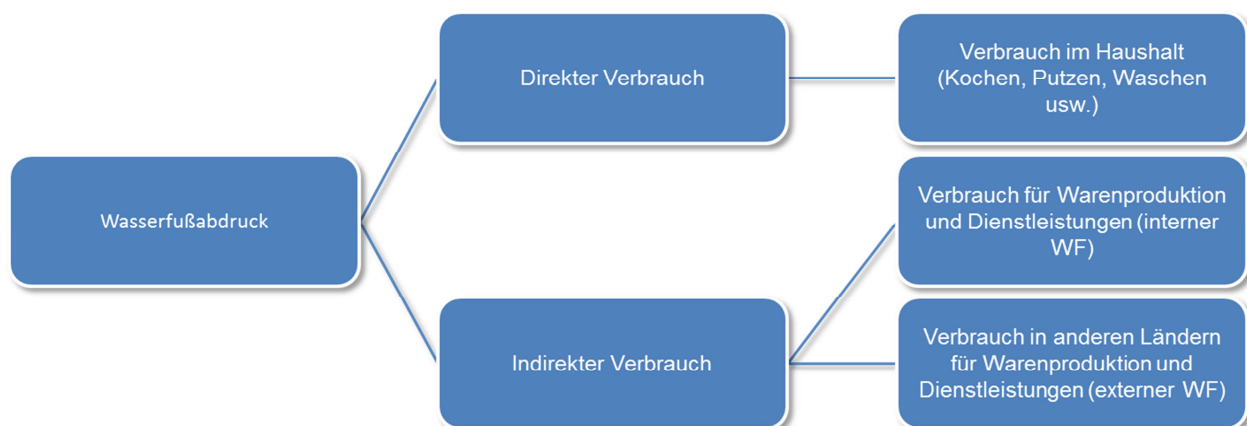 Wasserfußabdruck
Direkter Verbrauch
Verbrauch im Haushalt
(Kochen, Putzen, Waschen
usw.)
Indirekter Verbrauch
Verbrauch für Warenproduktion
und Dienstleistungen (interner
WF)
Verbrauch in anderen Ländern
für Warenproduktion und
Dienstleistungen (externer WF)